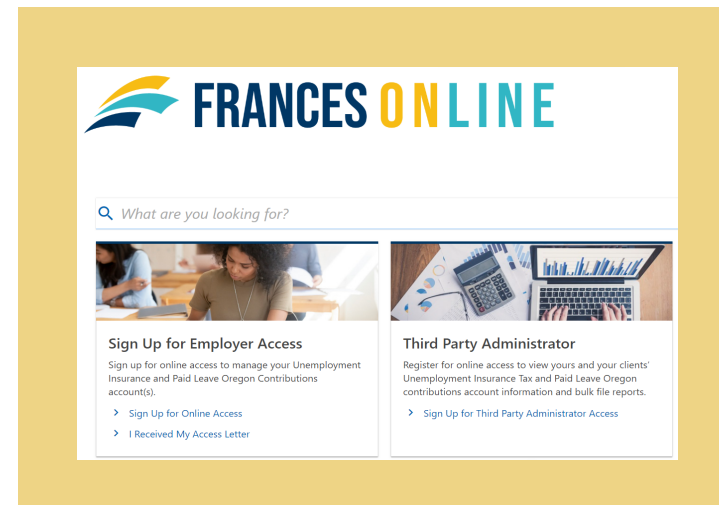 FRANCES ONLINE
What are you looking for?
Sign Up for Employer Access
Sign up for online access to manage your Unemployment
Insurance and Paid Leave Oregon Contributions
account(s).
> Sign Up for Online Access
> I Received My Access Letter
Third Party Administrator
Register for online access to view yours and your clients'
Unemployment Insurance Tax and Paid Leave Oregon
contributions account information and bulk file reports.
> Sign Up for Third Party Administrator Access